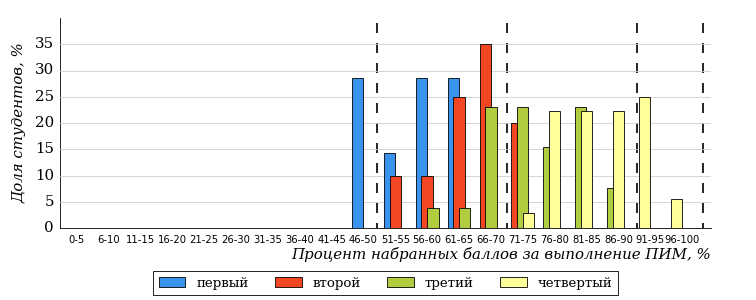 Доля студентов, %
35
30
25
20
15
10
5
0
0-5 6-10 11-15 16-20 21-25 26-30 31-35 36-40 41-45 46-50 51-55 56-60 61-65 66-70 71-75 76-80 81-85 86-90 91-95 96-100
Процент набранных баллов за выполнение ПИМ, %
первый второй третий четвертый